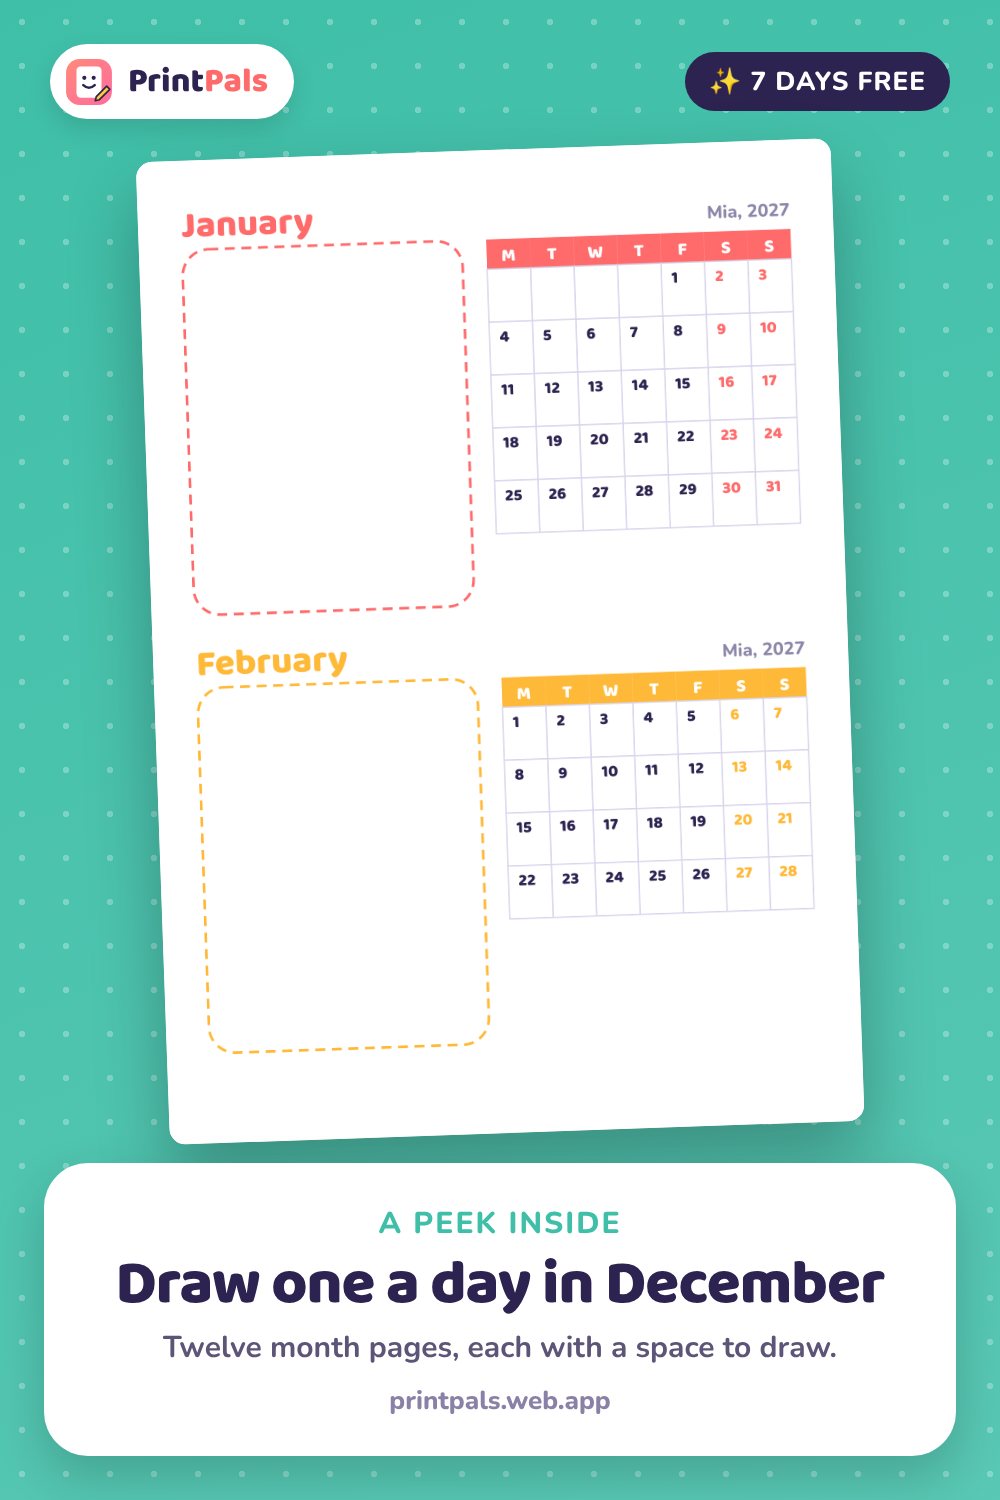 PrintPals
✨ 7 DAYS FREE
January
Mia, 2027
M T W T F S S
1 2 3
4 5 6 7 8 9 10
11 12 13 14 15 16 17
18 19 20 21 22 23 24
25 26 27 28 29 30 31
February
Mia, 2027
M T W T F S S
1 2 3 4 5 6 7
8 9 10 11 12 13 14
15 16 17 18 19 20 21
22 23 24 25 26 27 28
A PEEK INSIDE
Draw one a day in December
Twelve month pages, each with a space to draw.
printpals.web.app